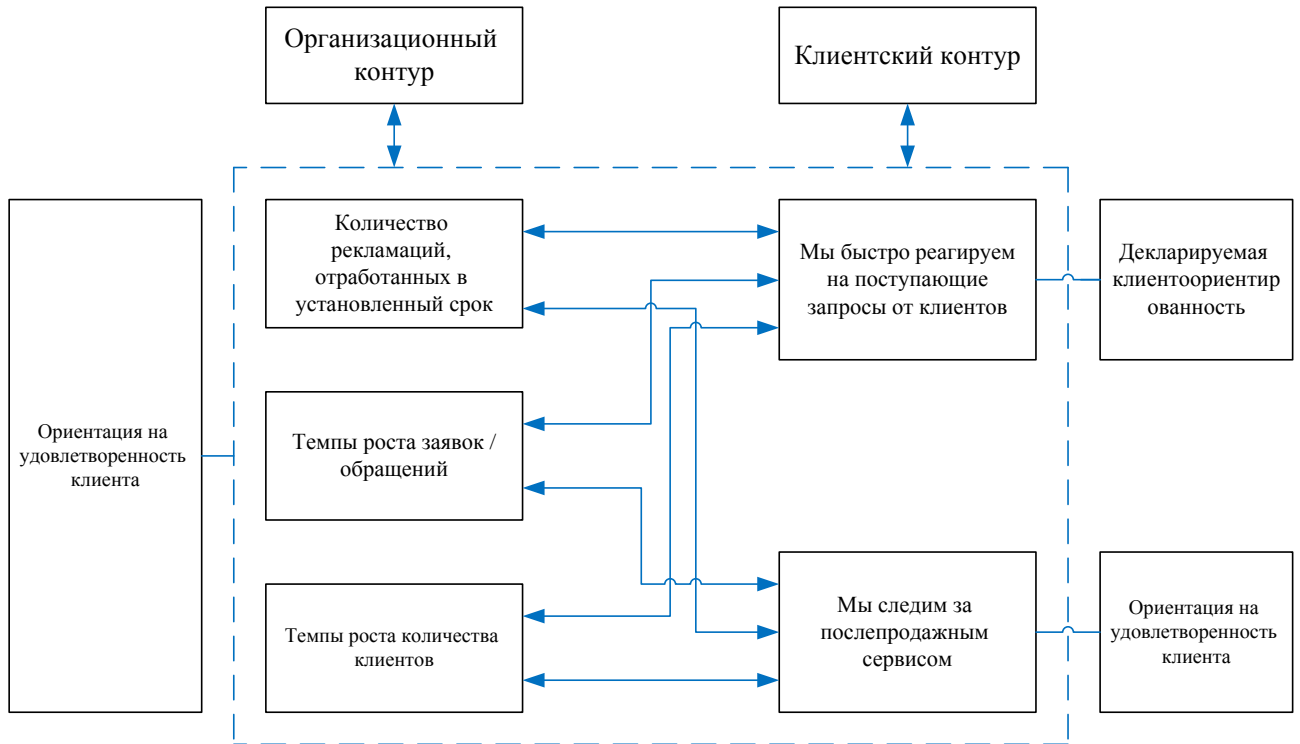 Организационный
контур
Клиентский контур
Количество
рекламаций,
отработанных в
установленный срок
Мы быстро реагируем
на поступающие
запросы от клиентов
Декларируемая
клиентоориентир
ованность
Ориентация на
удовлетворенность
клиента
Темпы роста заявок /
обращений
Темпы роста количества
клиентов
Мы следим за
послепродажным
сервисом
Ориентация на
удовлетворенность
клиента